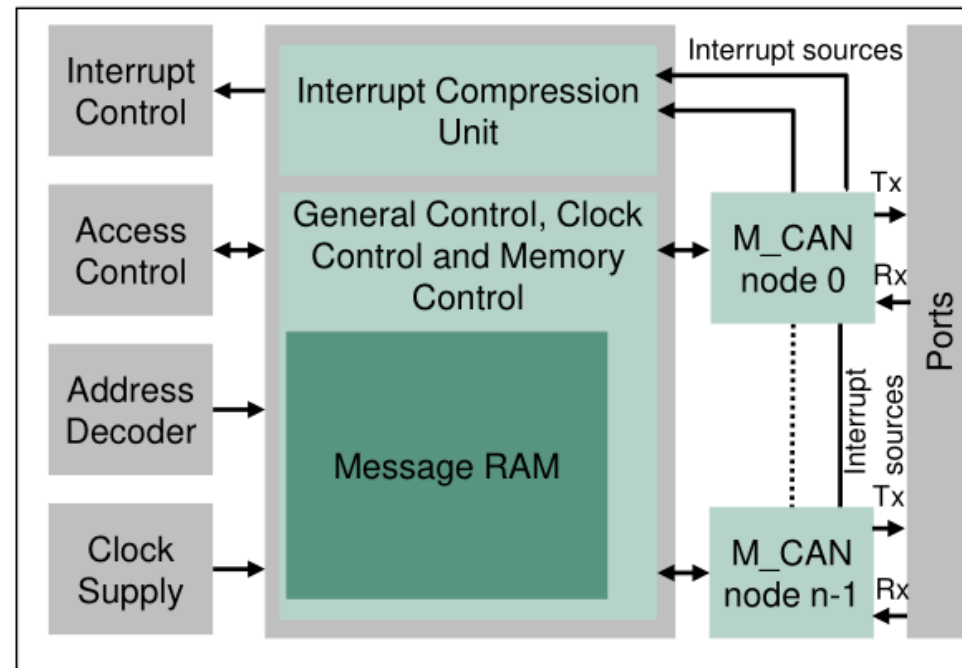 Interrupt
Control
Interrupt Compression
Unit
Interrupt sources
Access
Control
General Control, Clock
Control and Memory
Control
M_CAN
node 0
Tx
Rx
Ports
Address
Decoder
Message RAM
Interrupt
sources
Clock
Supply
M_CAN
node n-1
Tx
Rx